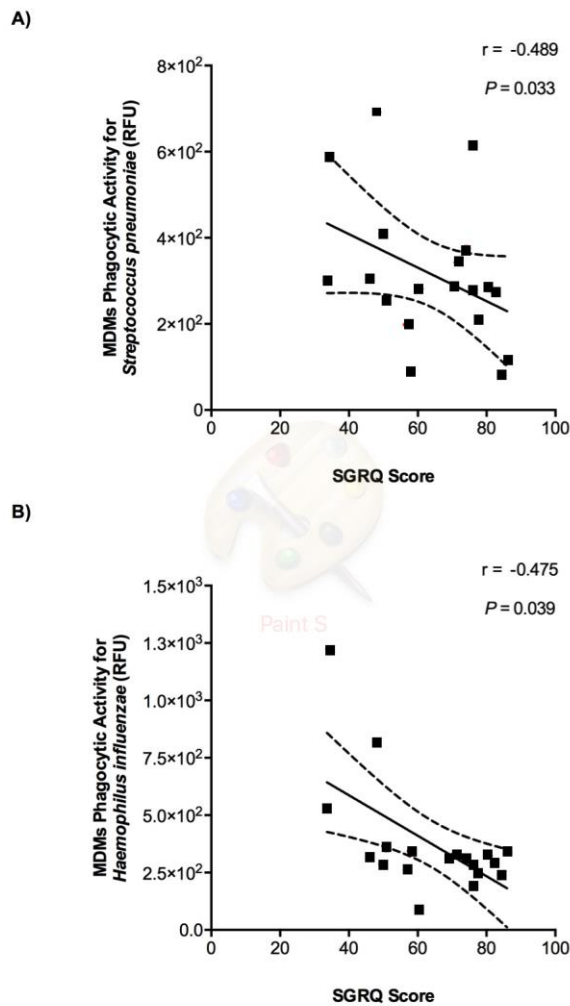 A)
r = -0.489
P = 0.033
MDMs Phagocytic Activity for
Streptococcus pneumoniae (RFU)
8×10²
6×10²
4×10²
2×10²
0
0 20 40 60 80 100
SGRQ Score
B)
r = -0.475
P = 0.039
MDMs Phagocytic Activity for
Haemophilus influenzae (RFU)
1.5×10³
1.3×10³
1.0×10³
7.5×10²
5.0×10²
2.5×10²
0.0
0 20 40 60 80 100
SGRQ Score
Paint S